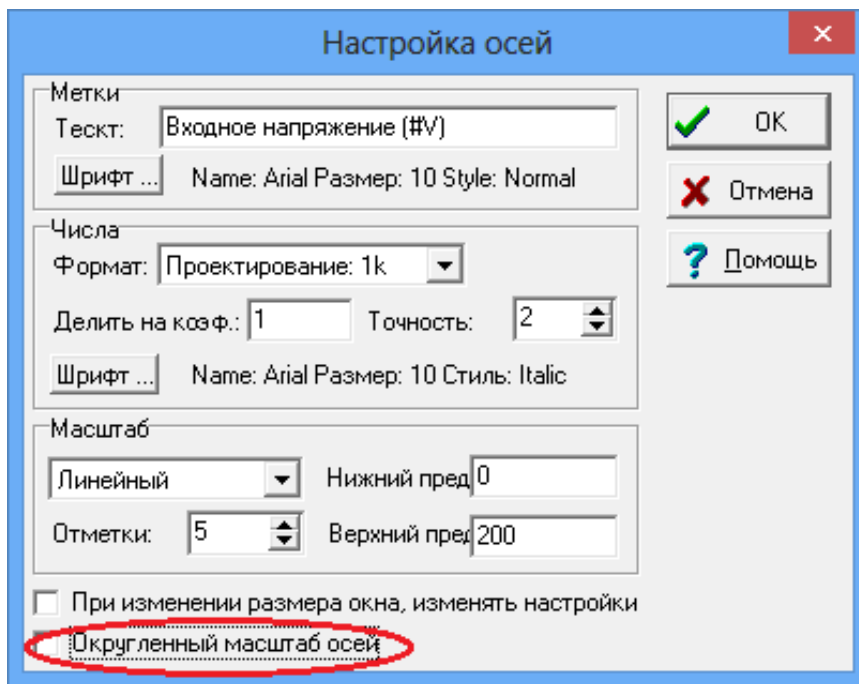 Настройка осей
Метки
Тескт: Входное напряжение (#V)
Шрифт ... Name: Arial Размер: 10 Style: Normal
OK
Отмена
Помощь
Числа
Формат: Проектирование: 1k
Делить на коэф.: 1 Точность: 2
Шрифт ... Name: Arial Размер: 10 Стиль: Italic
Масштаб
Линейный Нижний пред 0
Отметки: 5 Верхний пред 200
При изменении размера окна, изменять настройки
Округленный масштаб осей